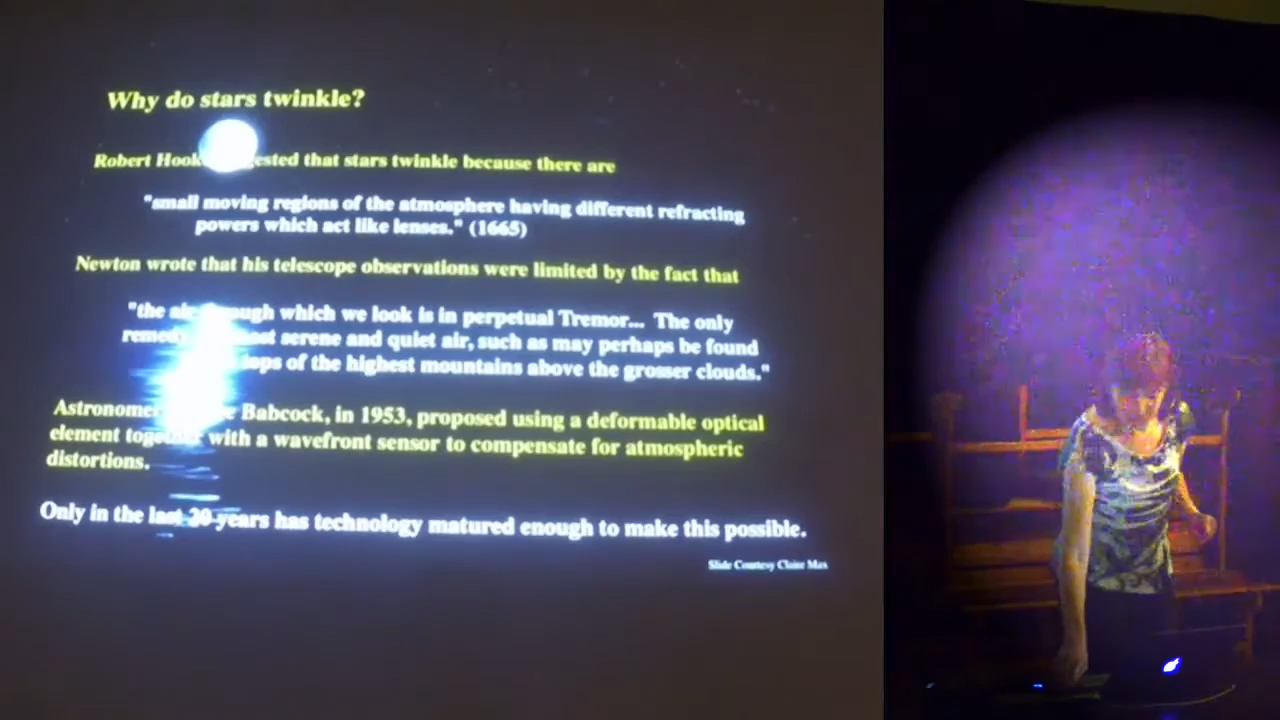 Why do stars twinkle?
Robert Hook ested that stars twinkle because there are
"small moving regions of the atmosphere having different refracting
powers which act like lenses." (1665)
Newton wrote that his telescope observations were limited by the fact that
"the air through which we look is in perpetual Tremor... The only
serene and quiet air, such as may perhaps be found
tops of the highest mountains above the grosser clouds."
Babcock, in 1953, proposed using a deformable optical
element together with a wavefront sensor to compensate for atmospheric
distortions.
Only in the last 20 years has technology matured enough to make this possible.
Slide Courtesy Claire Max